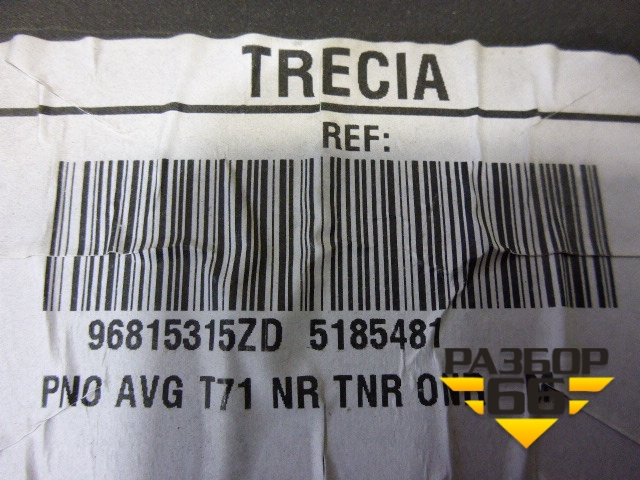 TRECIA
REF:
96815315ZD 5185481
PNO AVG T71 NR TNR
РАЗБОР
66